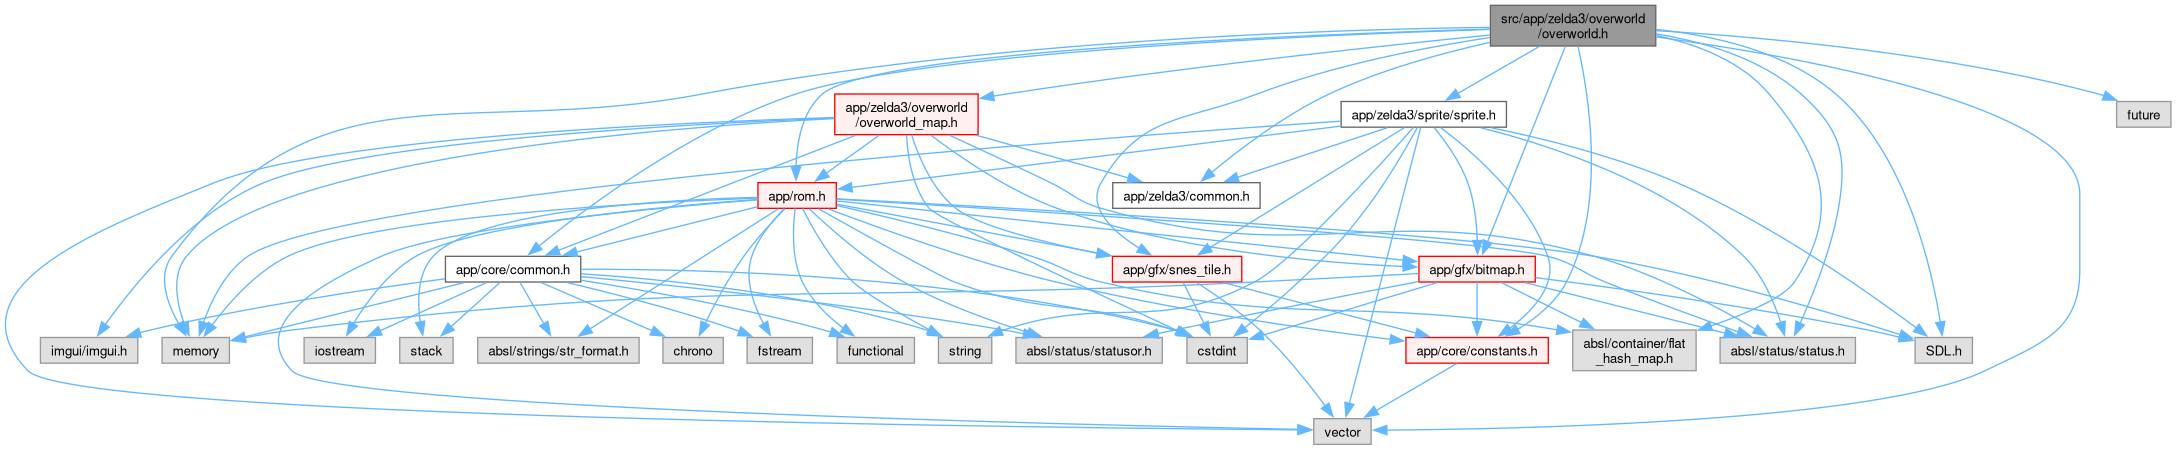 src/app/zelda3/overworld
/overworld.h
app/zelda3/overworld
/overworld_map.h
app/zelda3/sprite/sprite.h
future
app/rom.h
app/zelda3/common.h
app/core/common.h
app/gfx/snes_tile.h
app/gfx/bitmap.h
imgui/imgui.h
memory
iostream
stack
absl/strings/str_format.h
chrono
fstream
functional
string
absl/status/statusor.h
cstdint
app/core/constants.h
absl/container/flat
_hash_map.h
absl/status/status.h
SDL.h
vector